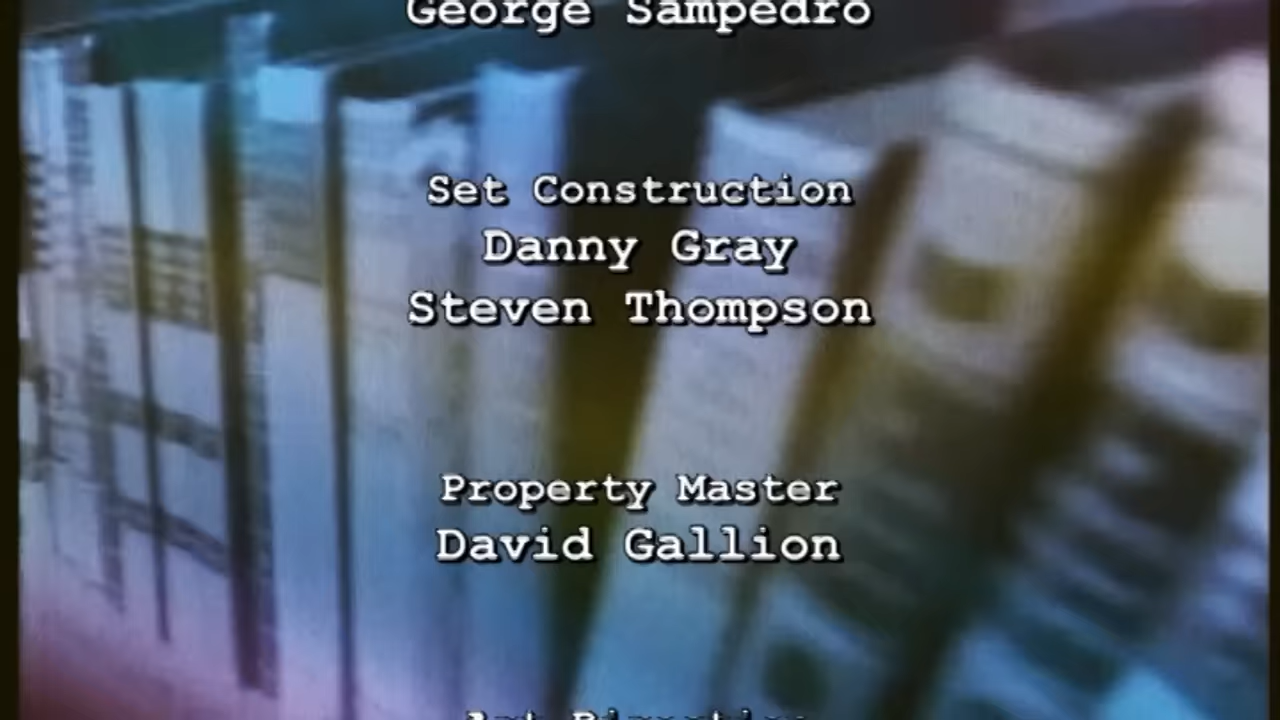 George Sampedro
Set Construction
Danny Gray
Steven Thompson
Property Master
David Gallion